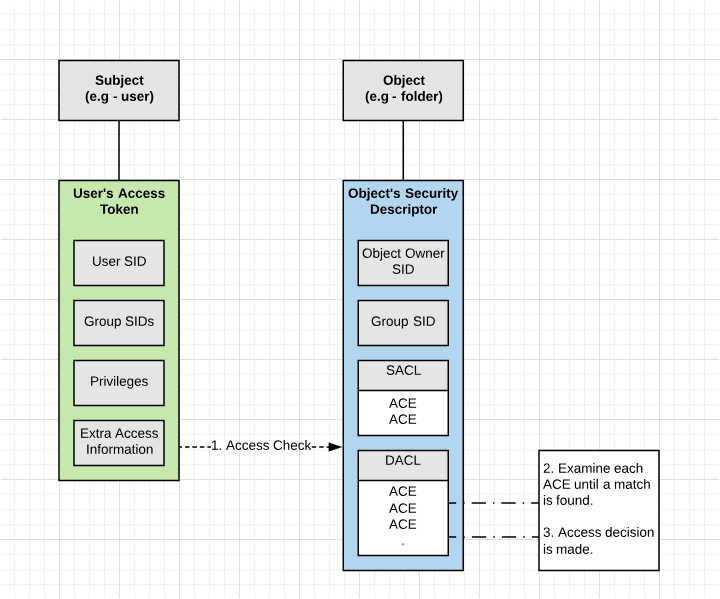 Subject
(e.g - user)
Object
(e.g - folder)
User's Access
Token
User SID
Group SIDs
Privileges
Extra Access
Information
1. Access Check
Object's Security
Descriptor
Object Owner
SID
Group SID
SACL
ACE
ACE
DACL
ACE
ACE
ACE
.
2. Examine each
ACE until a match
is found.
3. Access decision
is made.